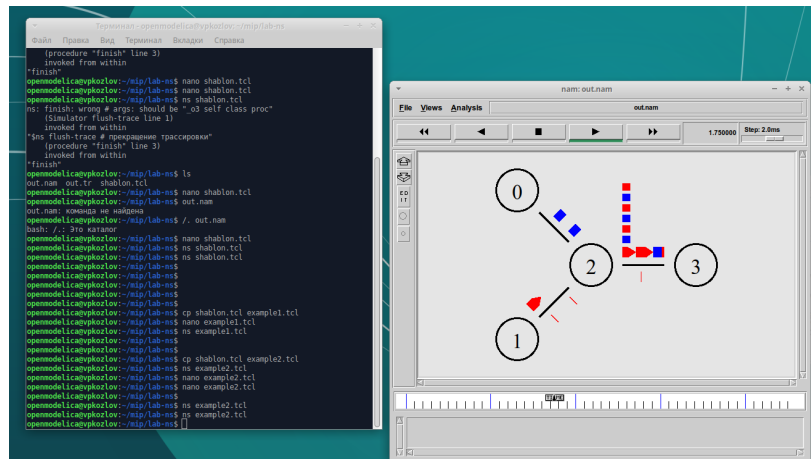 Терминал - openmodelica@vpkozlov: ~/mip/lab-ns
Файл Правка Вид Терминал Вкладки Справка
(procedure "finish" line 3)
invoked from within
"finish"
openmodelica@vpkozlov:~/mip/lab-ns$ nano shablon.tcl
openmodelica@vpkozlov:~/mip/lab-ns$ nano shablon.tcl
openmodelica@vpkozlov:~/mip/lab-ns$ ns shablon.tcl
ns: finish: wrong # args: should be "_o3 self class proc"
(Simulator flush-trace line 1)
invoked from within
"$ns flush-trace # прекращение трассировки"
(procedure "finish" line 3)
invoked from within
"finish"
openmodelica@vpkozlov:~/mip/lab-ns$ ls
out.nam out.tr shablon.tcl
openmodelica@vpkozlov:~/mip/lab-ns$ nano shablon.tcl
openmodelica@vpkozlov:~/mip/lab-ns$ out.nam
out.nam: команда не найдена
openmodelica@vpkozlov:~/mip/lab-ns$ /. out.nam
bash: /.: Это каталог
openmodelica@vpkozlov:~/mip/lab-ns$ nano shablon.tcl
openmodelica@vpkozlov:~/mip/lab-ns$ ns shablon.tcl
openmodelica@vpkozlov:~/mip/lab-ns$ ns shablon.tcl
openmodelica@vpkozlov:~/mip/lab-ns$
openmodelica@vpkozlov:~/mip/lab-ns$
openmodelica@vpkozlov:~/mip/lab-ns$
openmodelica@vpkozlov:~/mip/lab-ns$
openmodelica@vpkozlov:~/mip/lab-ns$
openmodelica@vpkozlov:~/mip/lab-ns$ cp shablon.tcl example1.tcl
openmodelica@vpkozlov:~/mip/lab-ns$ nano example1.tcl
openmodelica@vpkozlov:~/mip/lab-ns$ ns example1.tcl
openmodelica@vpkozlov:~/mip/lab-ns$
openmodelica@vpkozlov:~/mip/lab-ns$
openmodelica@vpkozlov:~/mip/lab-ns$ cp shablon.tcl example2.tcl
openmodelica@vpkozlov:~/mip/lab-ns$ ns example2.tcl
openmodelica@vpkozlov:~/mip/lab-ns$ nano example2.tcl
openmodelica@vpkozlov:~/mip/lab-ns$ nano example2.tcl
openmodelica@vpkozlov:~/mip/lab-ns$
openmodelica@vpkozlov:~/mip/lab-ns$ ns example2.tcl
openmodelica@vpkozlov:~/mip/lab-ns$ ns example2.tcl
openmodelica@vpkozlov:~/mip/lab-ns$
nam: out.nam
File Views Analysis out.nam
1.750000 Step: 2.0ms
E D
I T
0
2
3
1